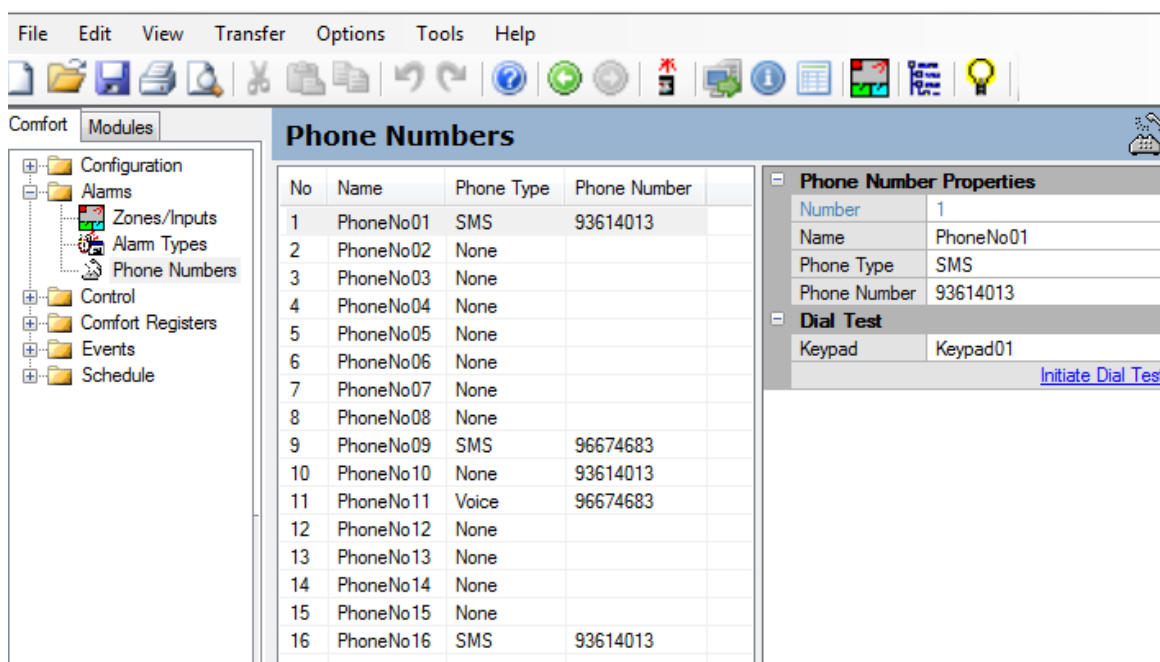 File Edit View Transfer Options Tools Help
Comfort Modules
Configuration
Alarms
Zones/Inputs
Alarm Types
Phone Numbers
Control
Comfort Registers
Events
Schedule
Phone Numbers
No Name Phone Type Phone Number
1 PhoneNo01 SMS 93614013
2 PhoneNo02 None
3 PhoneNo03 None
4 PhoneNo04 None
5 PhoneNo05 None
6 PhoneNo06 None
7 PhoneNo07 None
8 PhoneNo08 None
9 PhoneNo09 SMS 96674683
10 PhoneNo10 None 93614013
11 PhoneNo11 Voice 96674683
12 PhoneNo12 None
13 PhoneNo13 None
14 PhoneNo14 None
15 PhoneNo15 None
16 PhoneNo16 SMS 93614013
Phone Number Properties
Number 1
Name PhoneNo01
Phone Type SMS
Phone Number 93614013
Dial Test
Keypad Keypad01
Initiate Dial Test